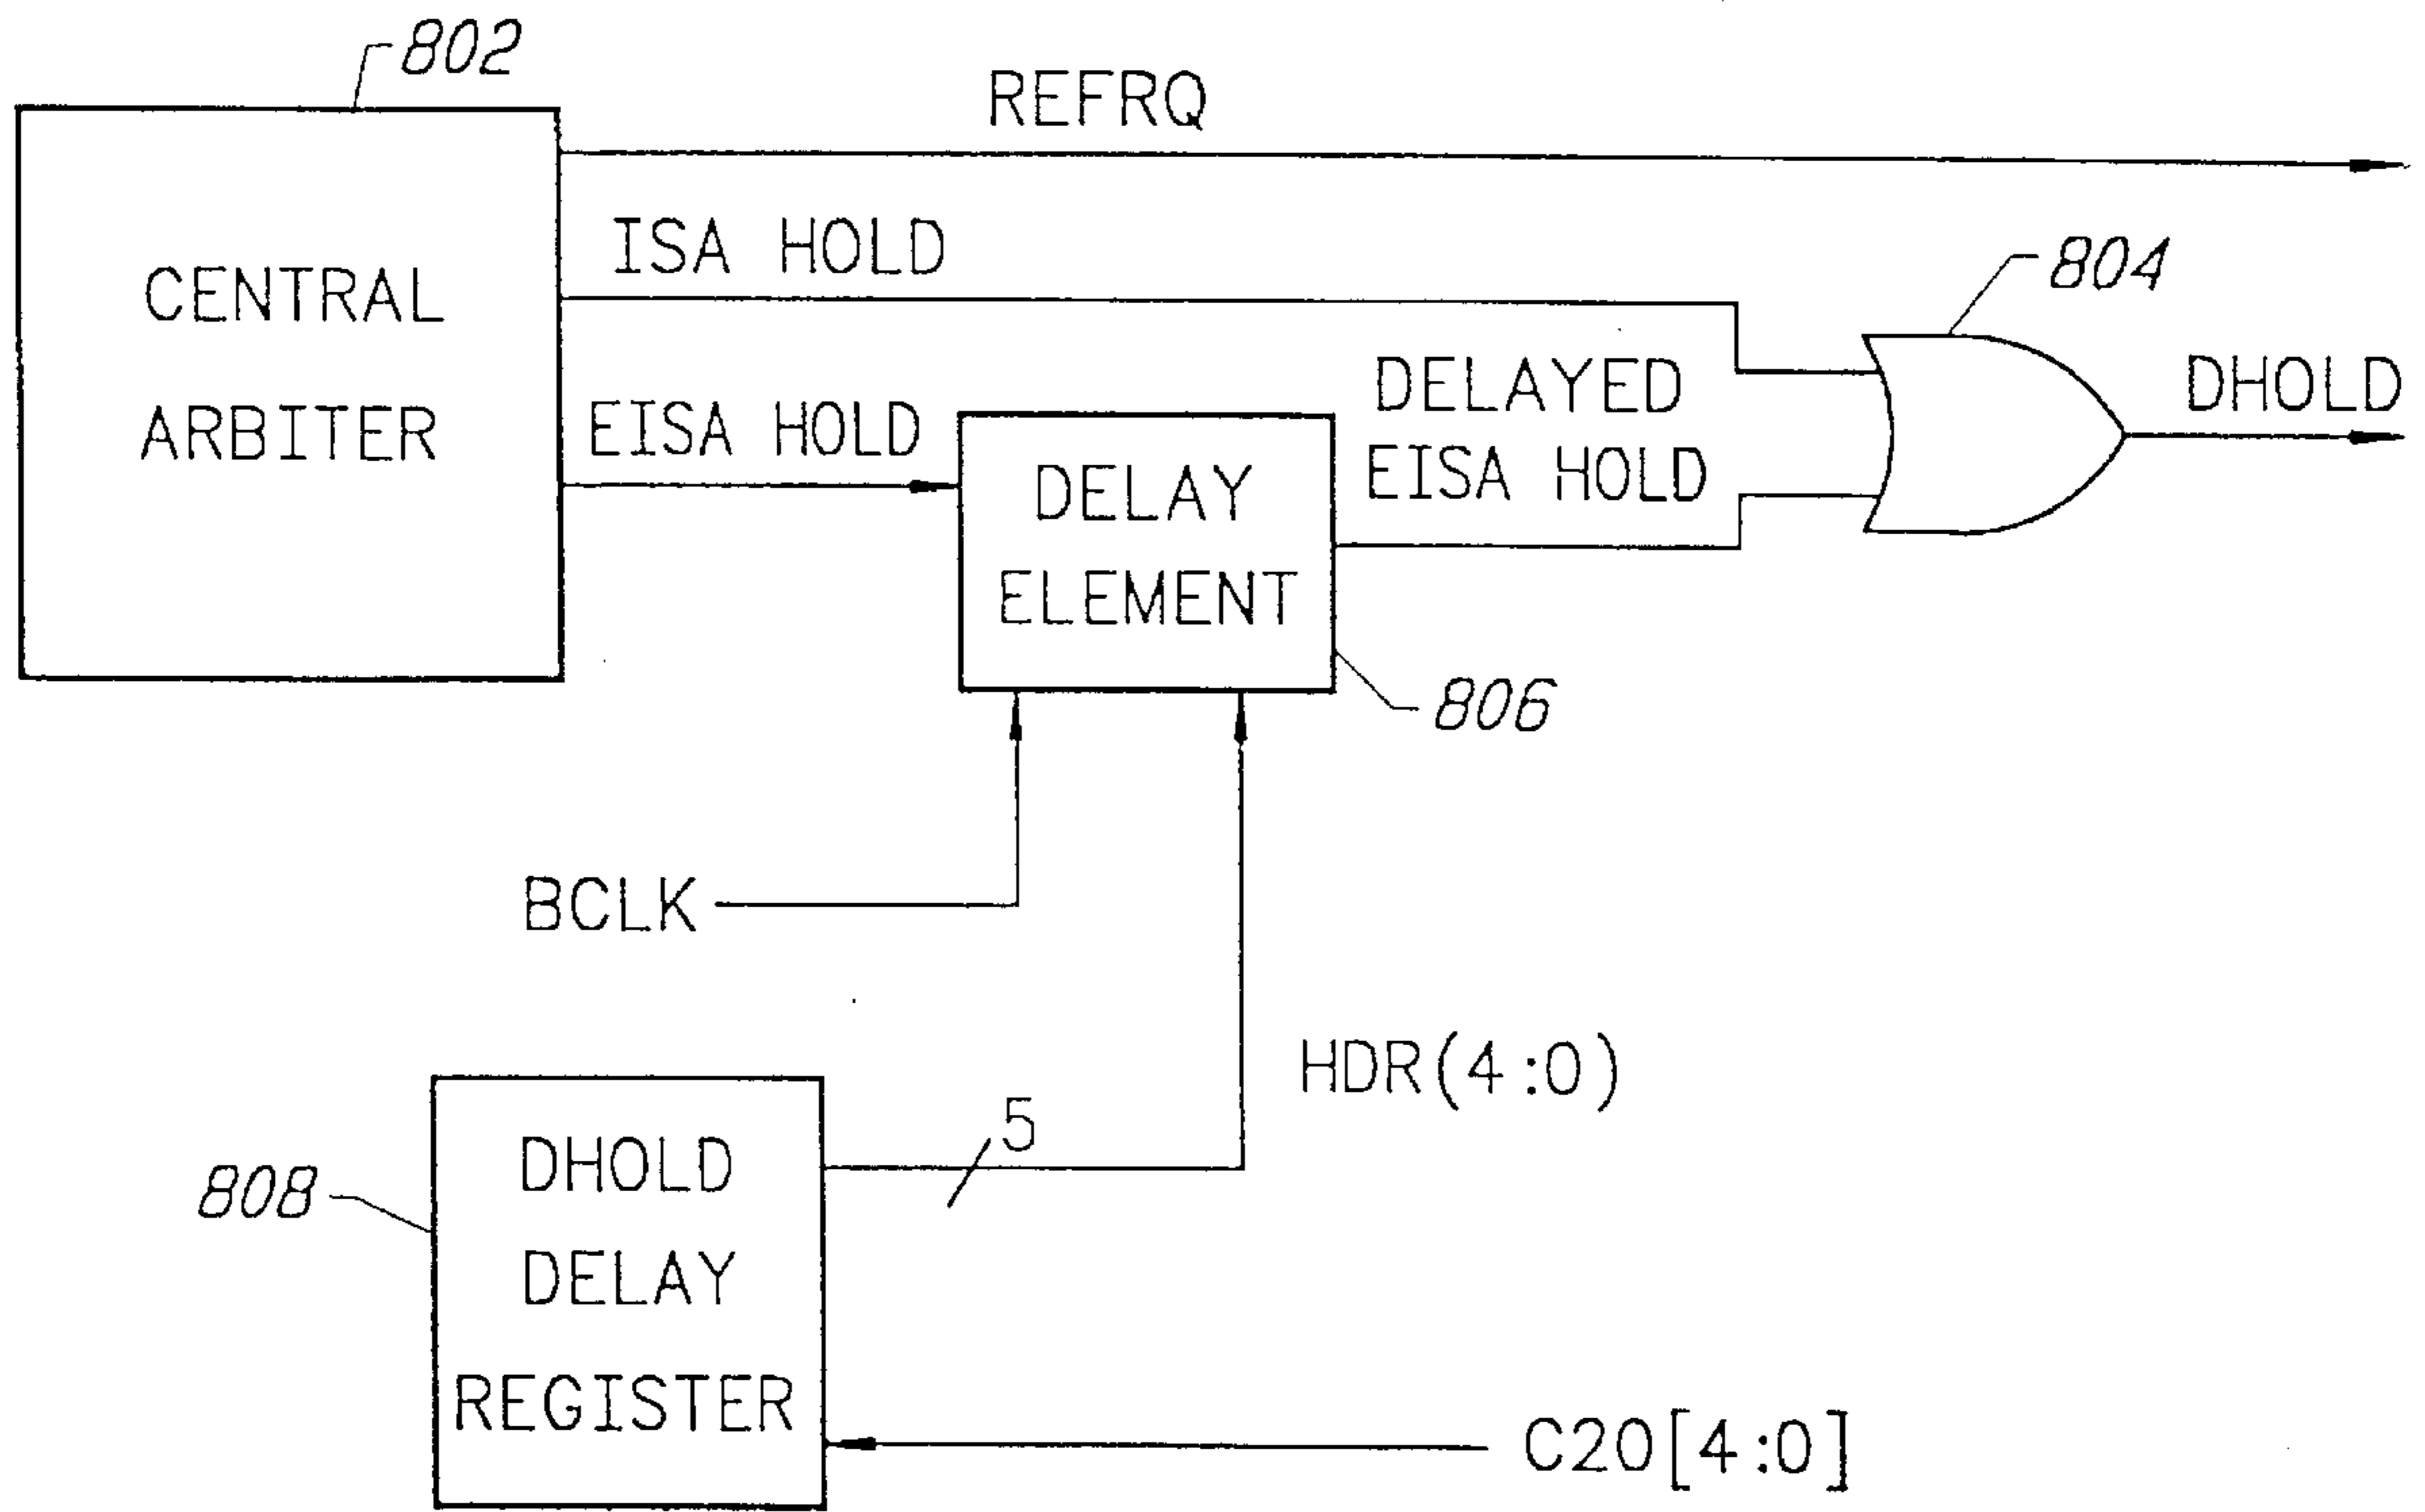 802
REFRQ
ISA HOLD
804
CENTRAL
ARBITER
EISA HOLD
DELAYED
EISA HOLD
DHOLD
DELAY
ELEMENT
806
BCLK
HDR(4:0)
5
808
DHOLD
DELAY
REGISTER
C20[4:0]